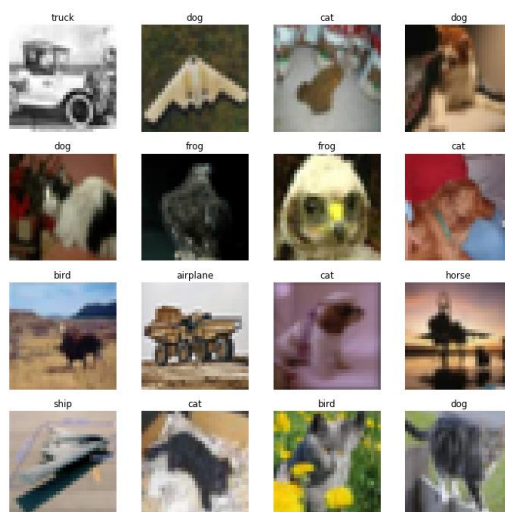 truck dog cat dog
dog frog frog cat
bird airplane cat horse
ship cat bird dog